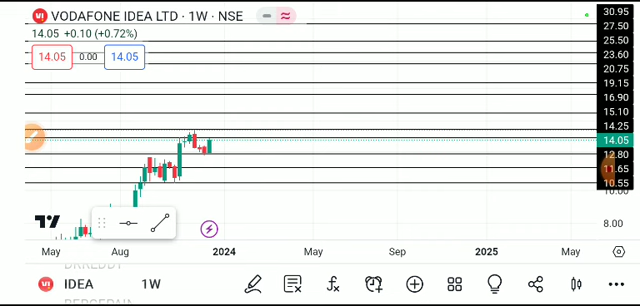 VODAFONE IDEA LTD · 1W · NSE
14.05 +0.10 (+0.72%)
14.05 0.00 14.05
30.95
27.50
25.50
23.60
20.75
19.15
16.90
15.10
14.25
14.05
12.80
11.65
10.55
10.00
8.00
May Aug 2024 May Sep 2025 May
DRREDDY
IDEA 1W